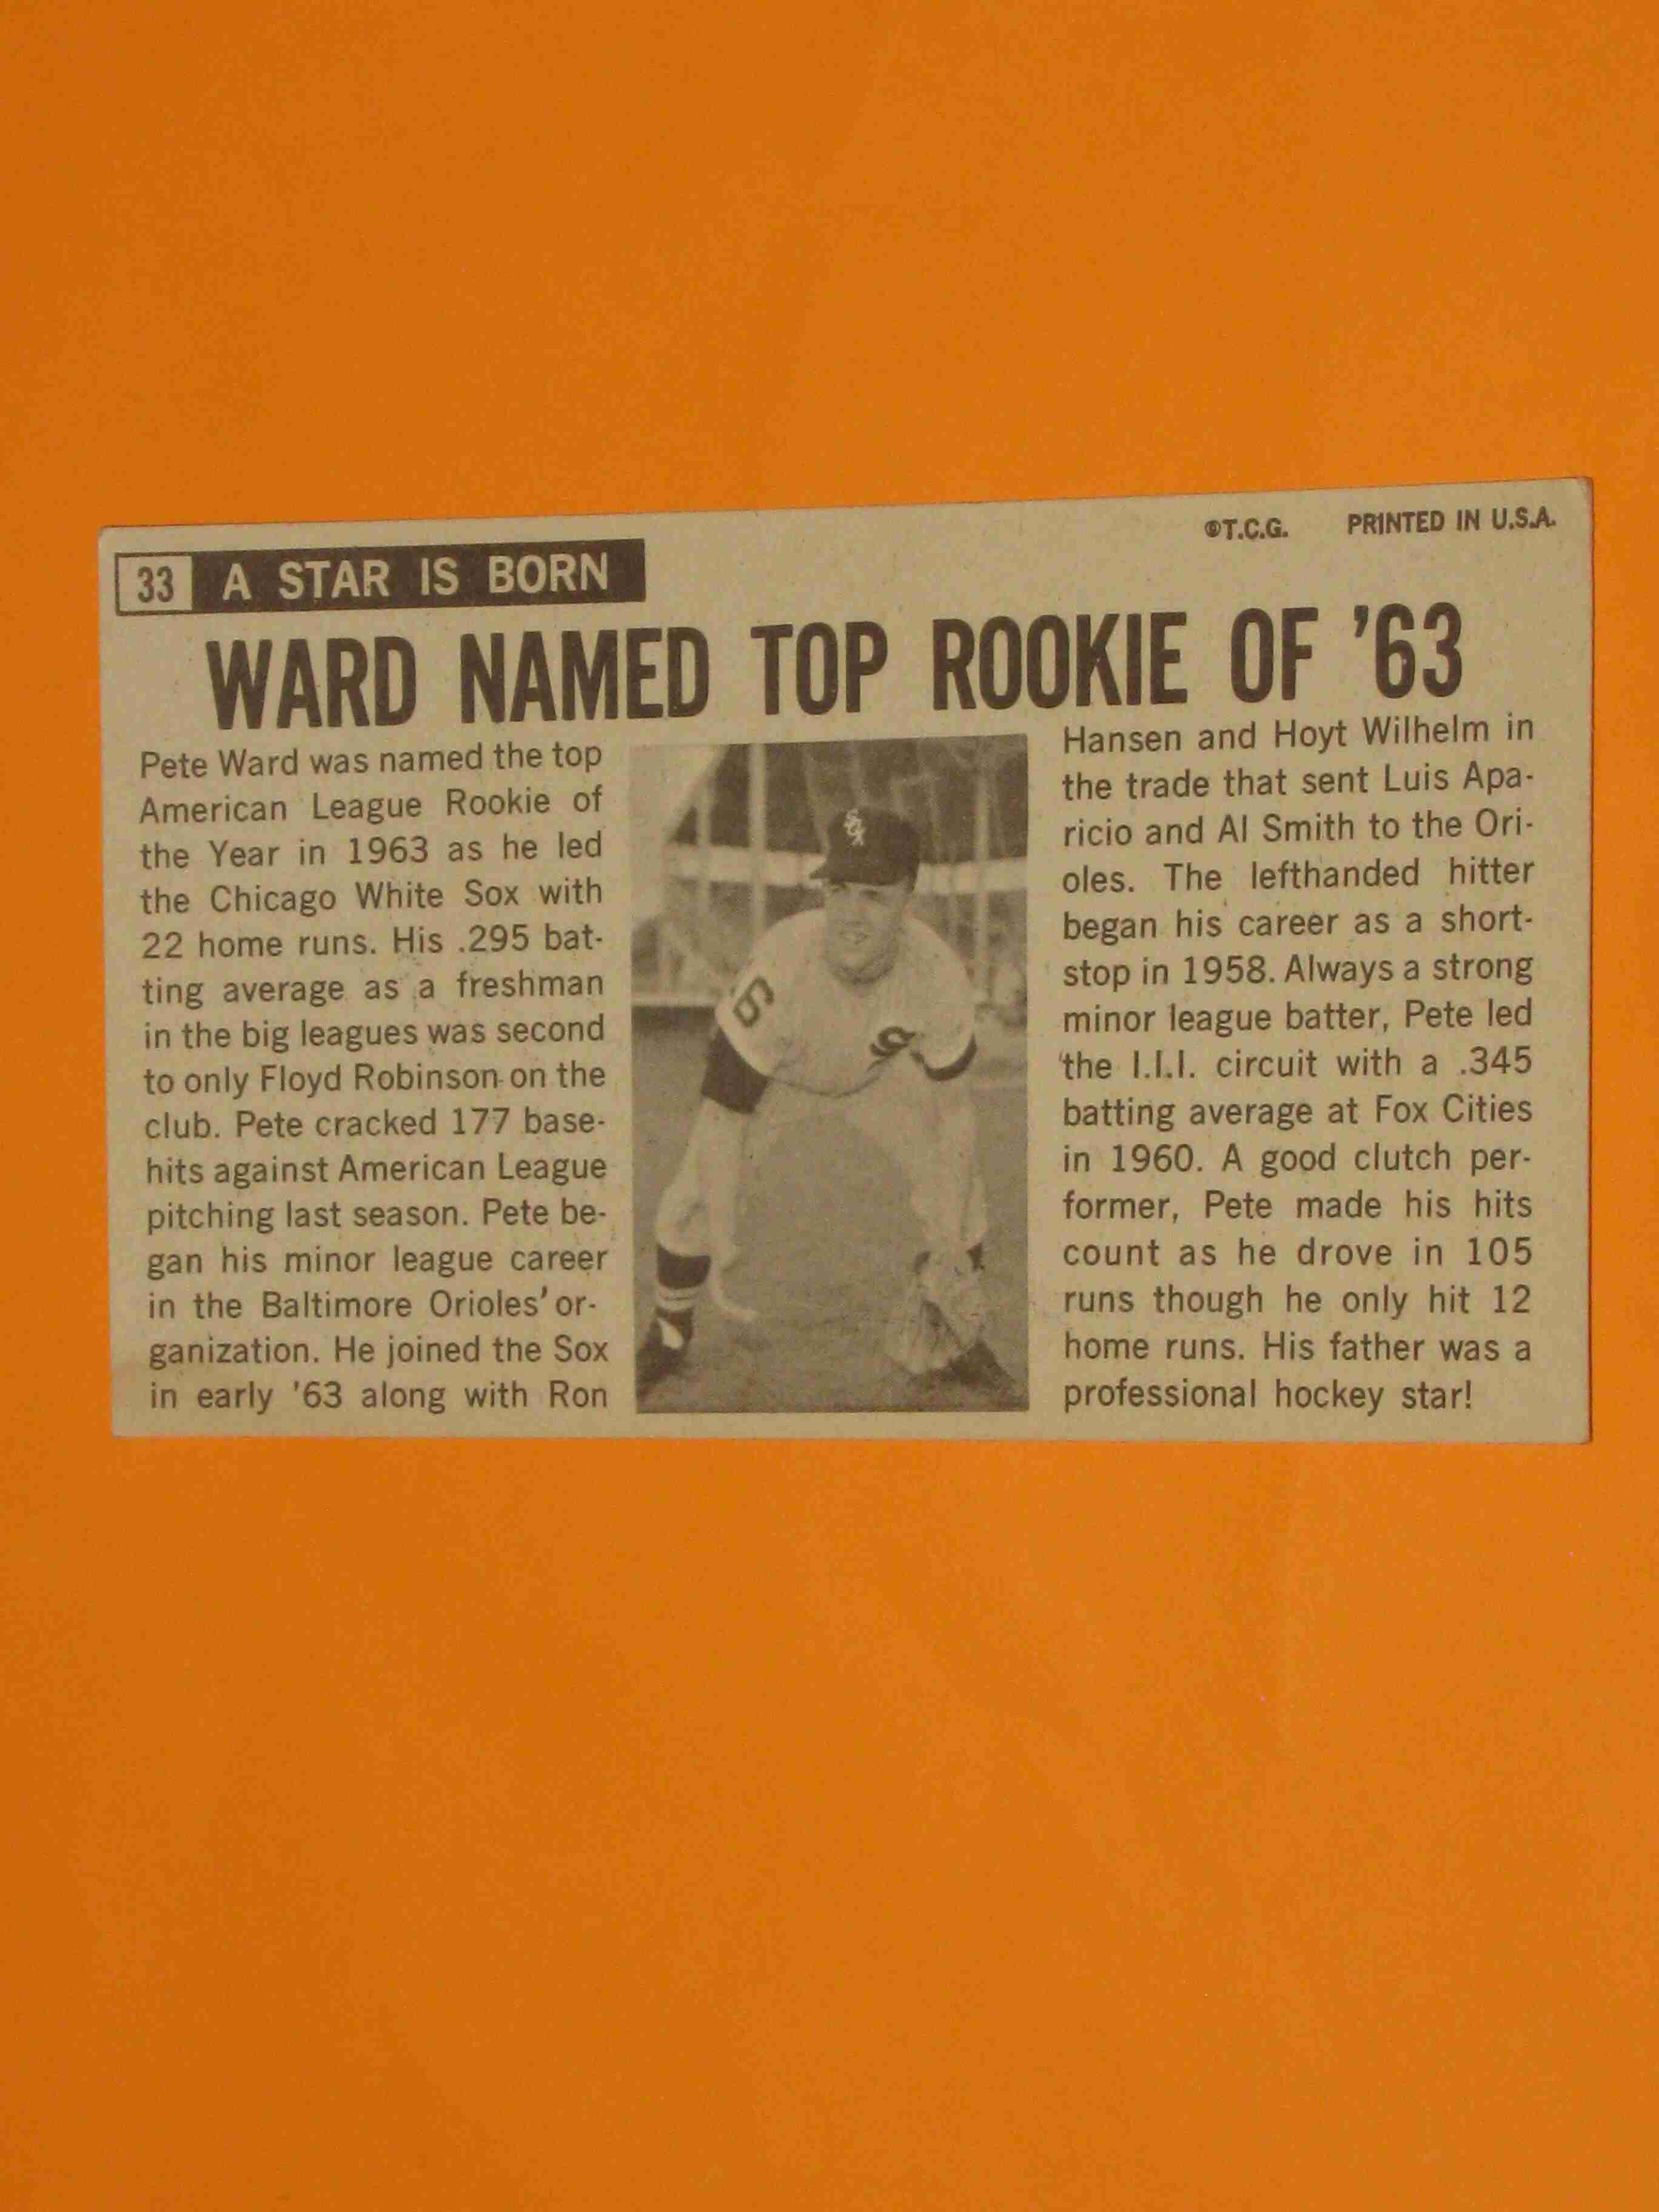 ©T.C.G. PRINTED IN U.S.A.
33 A STAR IS BORN
WARD NAMED TOP ROOKIE OF '63
Pete Ward was named the top
American League Rookie of
the Year in 1963 as he led
the Chicago White Sox with
22 home runs. His .295 bat-
ting average as a freshman
in the big leagues was second
to only Floyd Robinson on the
club. Pete cracked 177 base-
hits against American League
pitching last season. Pete be-
gan his minor league career
in the Baltimore Orioles' or-
ganization. He joined the Sox
in early '63 along with Ron
SOX
Hansen and Hoyt Wilhelm in
the trade that sent Luis Apa-
ricio and Al Smith to the Ori-
oles. The lefthanded hitter
began his career as a short-
stop in 1958. Always a strong
minor league batter, Pete led
the I.I.I. circuit with a .345
batting average at Fox Cities
in 1960. A good clutch per-
former, Pete made his hits
count as he drove in 105
runs though he only hit 12
home runs. His father was a
professional hockey star!